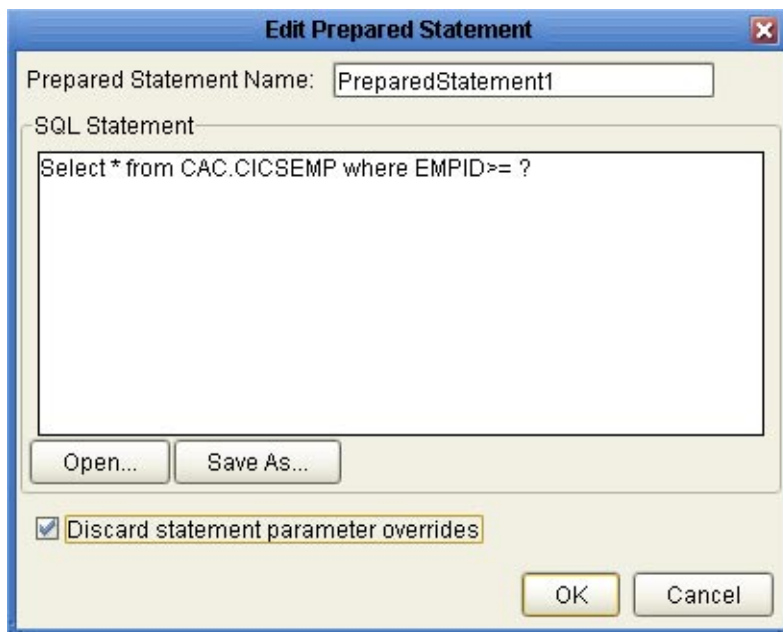 Edit Prepared Statement
Prepared Statement Name: PreparedStatement1
SQL Statement
Select * from CAC.CICSEMP where EMPID>= ?
Open... Save As...
Discard statement parameter overrides
OK Cancel